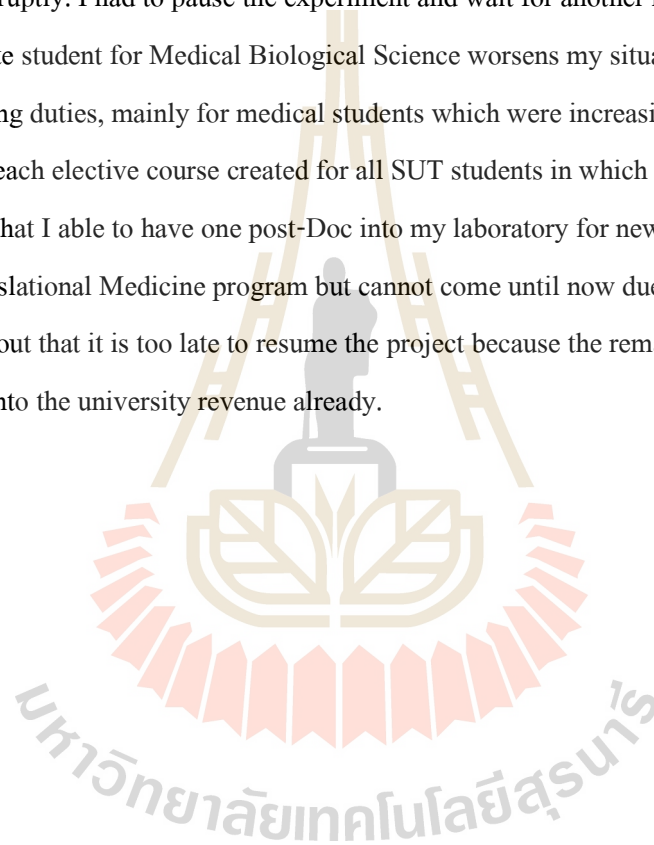 ruptly. I had to pause the experiment and wait for another
te student for Medical Biological Science worsens my situa
ng duties, mainly for medical students which were increasi
each elective course created for all SUT students in which
hat I able to have one post-Doc into my laboratory for new
slational Medicine program but cannot come until now due
out that it is too late to resume the project because the rem
nto the university revenue already.
มหาวิทยาลัยเทคโนโลยีสุรนารี